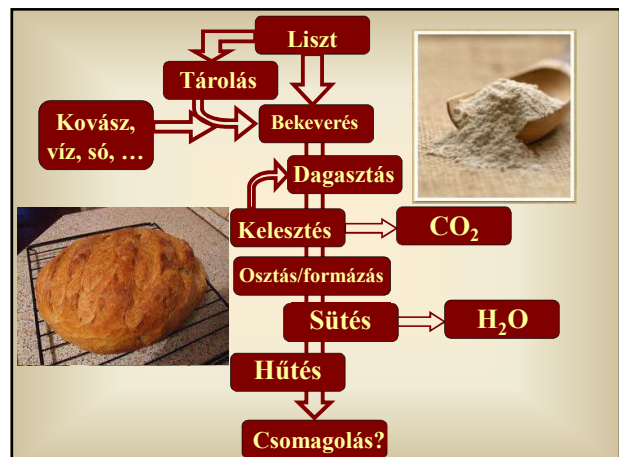 Liszt
Tárolás
Kovász,
víz, só, …
Bekeverés
Dagasztás
Kelesztés
CO₂
Osztás/formázás
Sütés
H₂O
Hűtés
Csomagolás?